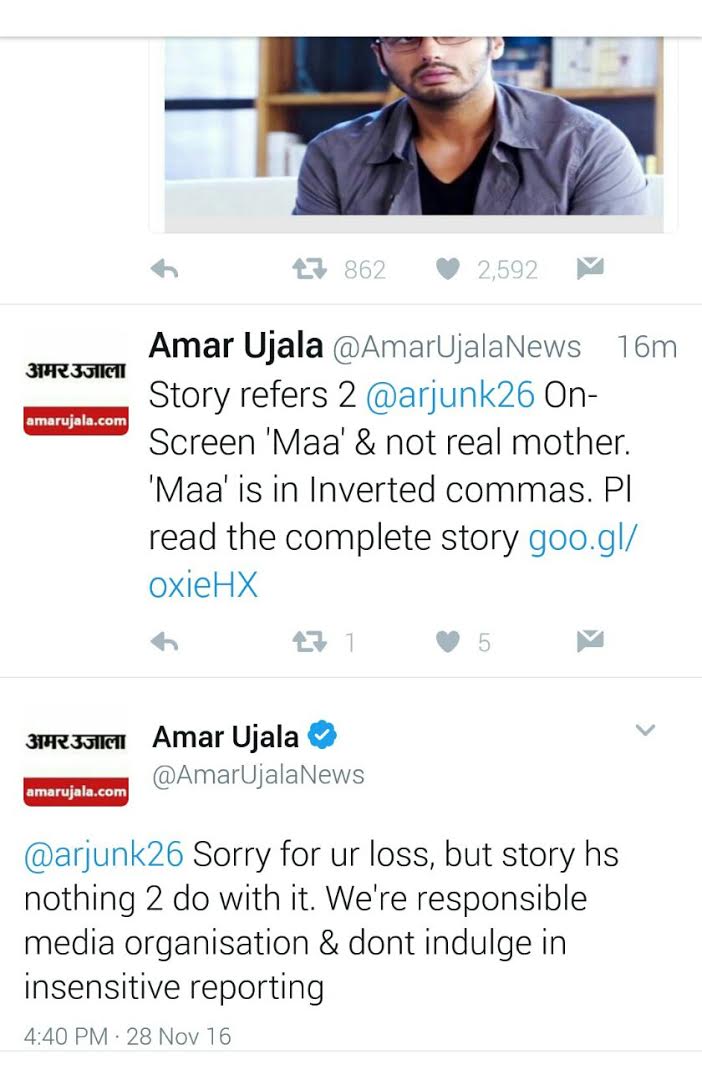 862 2,592
अमर उजाला
amarujala.com
Amar Ujala @AmarUjalaNews 16m
Story refers 2 @arjunk26 On-
Screen 'Maa' & not real mother.
'Maa' is in Inverted commas. Pl
read the complete story goo.gl/
oxieHX
1 5
अमर उजाला
amarujala.com
Amar Ujala
@AmarUjalaNews
@arjunk26 Sorry for ur loss, but story hs
nothing 2 do with it. We're responsible
media organisation & dont indulge in
insensitive reporting
4:40 PM · 28 Nov 16